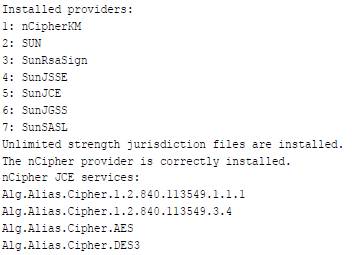 Installed providers:
1: nCipherKM
2: SUN
3: SunRsaSign
4: SunJSSE
5: SunJCE
6: SunJGSS
7: SunSASL
Unlimited strength jurisdiction files are installed.
The nCipher provider is correctly installed.
nCipher JCE services:
Alg.Alias.Cipher.1.2.840.113549.1.1.1
Alg.Alias.Cipher.1.2.840.113549.3.4
Alg.Alias.Cipher.AES
Alg.Alias.Cipher.DES3